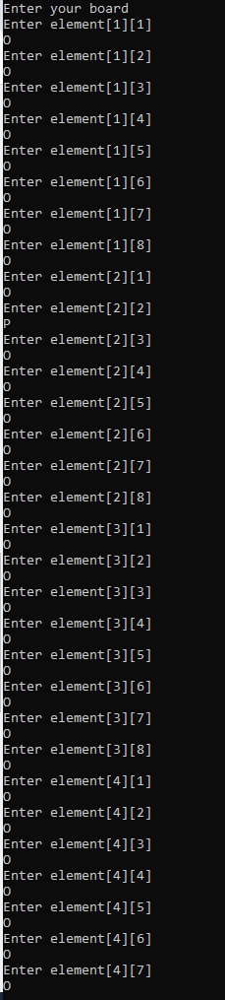 Enter your board
Enter element[1][1]
O
Enter element[1][2]
O
Enter element[1][3]
O
Enter element[1][4]
O
Enter element[1][5]
O
Enter element[1][6]
O
Enter element[1][7]
O
Enter element[1][8]
O
Enter element[2][1]
O
Enter element[2][2]
P
Enter element[2][3]
O
Enter element[2][4]
O
Enter element[2][5]
O
Enter element[2][6]
O
Enter element[2][7]
O
Enter element[2][8]
O
Enter element[3][1]
O
Enter element[3][2]
O
Enter element[3][3]
O
Enter element[3][4]
O
Enter element[3][5]
O
Enter element[3][6]
O
Enter element[3][7]
O
Enter element[3][8]
O
Enter element[4][1]
O
Enter element[4][2]
O
Enter element[4][3]
O
Enter element[4][4]
O
Enter element[4][5]
O
Enter element[4][6]
O
Enter element[4][7]
O